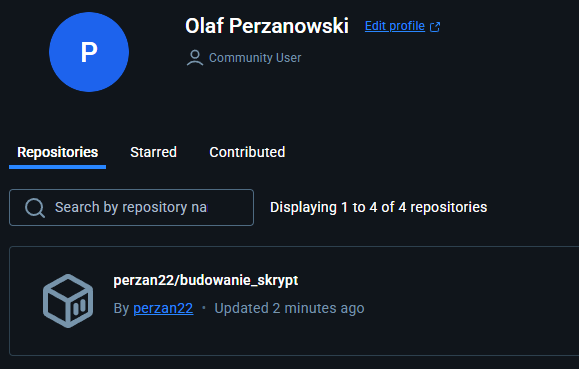 P
Olaf Perzanowski Edit profile
Community User
Repositories Starred Contributed
Search by repository na Displaying 1 to 4 of 4 repositories
perzan22/budowanie_skrypt
By perzan22 • Updated 2 minutes ago